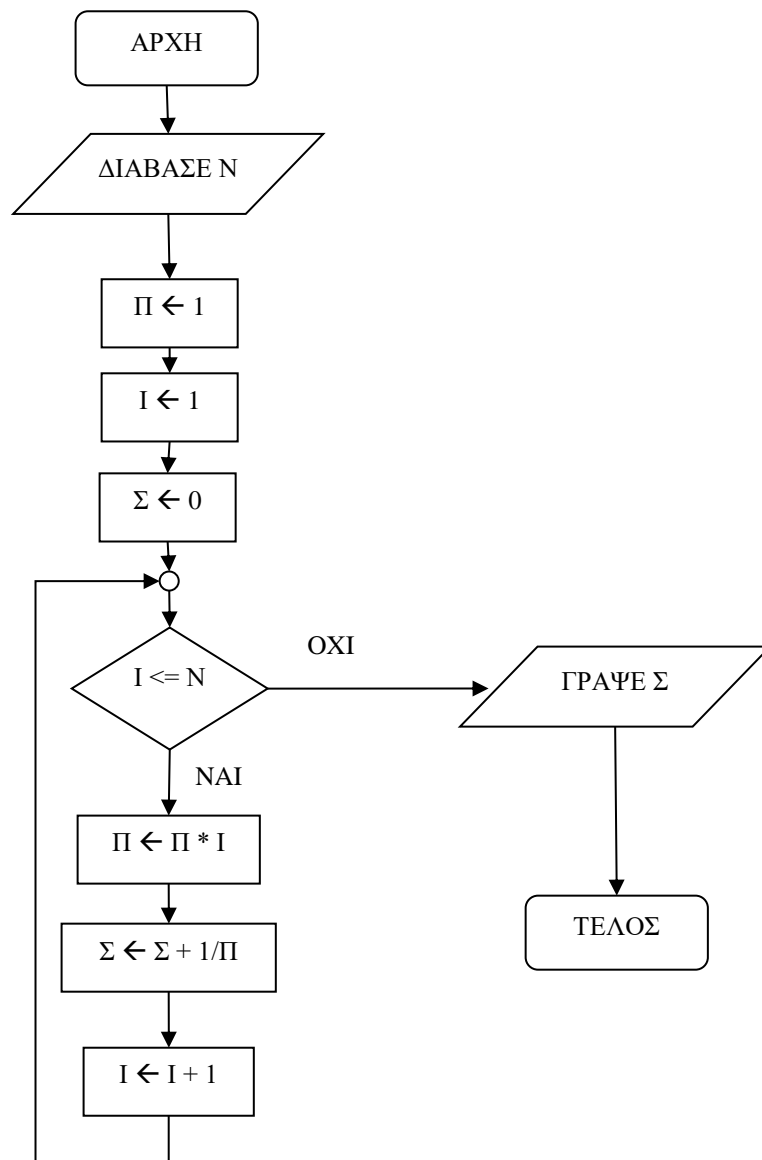 ΑΡΧΗ
ΔΙΑΒΑΣΕ Ν
Π ← 1
Ι ← 1
Σ ← 0
Ι <= Ν
ΟΧΙ
ΓΡΑΨΕ Σ
ΝΑΙ
Π ← Π * Ι
Σ ← Σ + 1/Π
Ι ← Ι + 1
ΤΕΛΟΣ